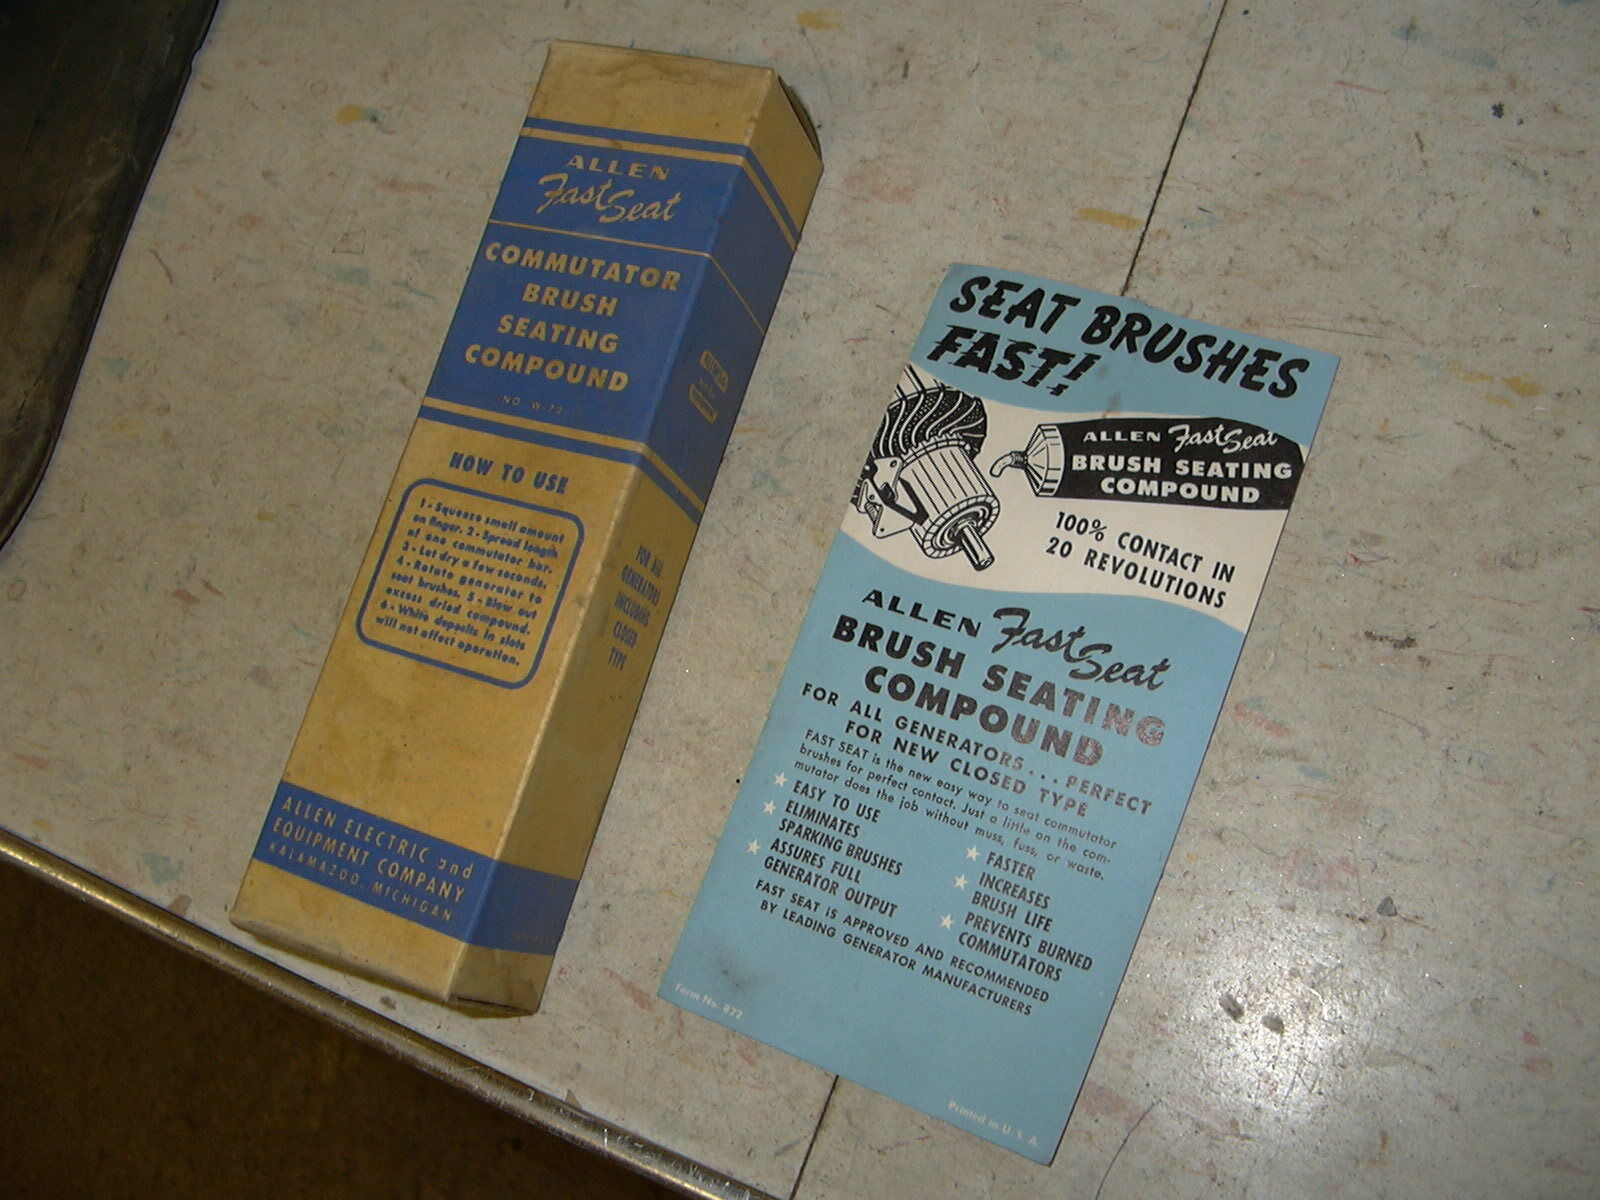 ALLEN
Fast Seat
COMMUTATOR
BRUSH
SEATING
COMPOUND
NO. W-72
HOW TO USE
1 - Squeeze small amount
on finger. 2 - Spread length
of one commutator bar.
3 - Let dry a few seconds.
4 - Rotate generator to
seat brushes. 5 - Blow out
excess dried compound.
6 - White deposits in slots
will not affect operation.
ALLEN ELECTRIC and
EQUIPMENT COMPANY
KALAMAZOO, MICHIGAN
FOR ALL
GENERATORS
INCLUDING
CLOSED
TYPE
SEAT BRUSHES
FAST!
ALLEN Fast Seat
BRUSH SEATING
COMPOUND
100% CONTACT IN
20 REVOLUTIONS
ALLEN Fast Seat
BRUSH SEATING
COMPOUND
FOR ALL GENERATORS . . . PERFECT
FOR NEW CLOSED TYPE
FAST SEAT is the new easy way to seat commutator
brushes for perfect contact. Just a little on the com-
mutator does the job without muss, fuss, or waste.
EASY TO USE
ELIMINATES
SPARKING BRUSHES
ASSURES FULL
GENERATOR OUTPUT
FASTER
INCREASES
BRUSH LIFE
PREVENTS BURNED
COMMUTATORS
FAST SEAT IS APPROVED AND RECOMMENDED
BY LEADING GENERATOR MANUFACTURERS
Form No. 822
Printed in U. S. A.